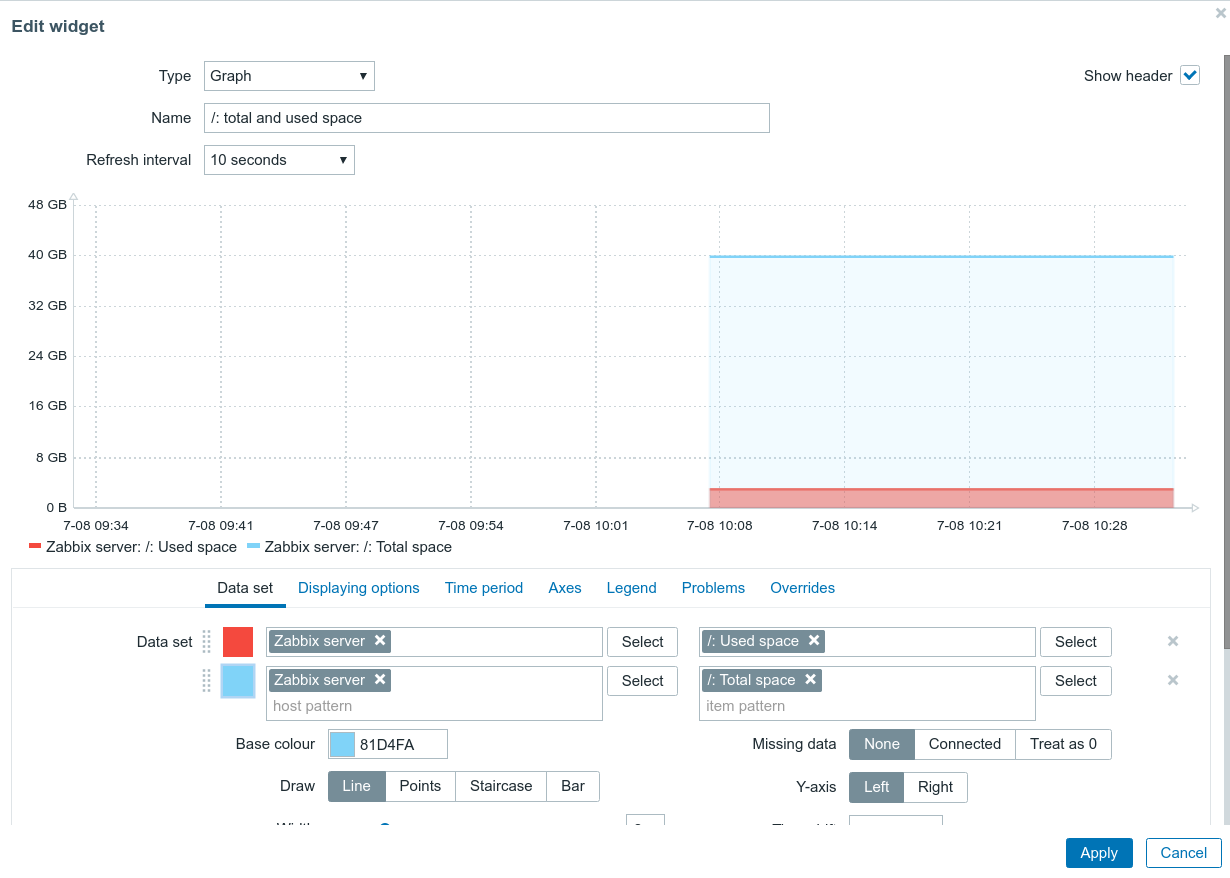 Edit widget
Type Graph Show header
Name /: total and used space
Refresh interval 10 seconds
48 GB
40 GB
32 GB
24 GB
16 GB
8 GB
0 B
7-08 09:34 7-08 09:41 7-08 09:47 7-08 09:54 7-08 10:01 7-08 10:08 7-08 10:14 7-08 10:21 7-08 10:28
Zabbix server: /: Used space Zabbix server: /: Total space
Data set Displaying options Time period Axes Legend Problems Overrides
Data set Zabbix server Select /: Used space Select
Zabbix server Select /: Total space Select
host pattern item pattern
Base colour 81D4FA Missing data None Connected Treat as 0
Draw Line Points Staircase Bar Y-axis Left Right
Apply Cancel